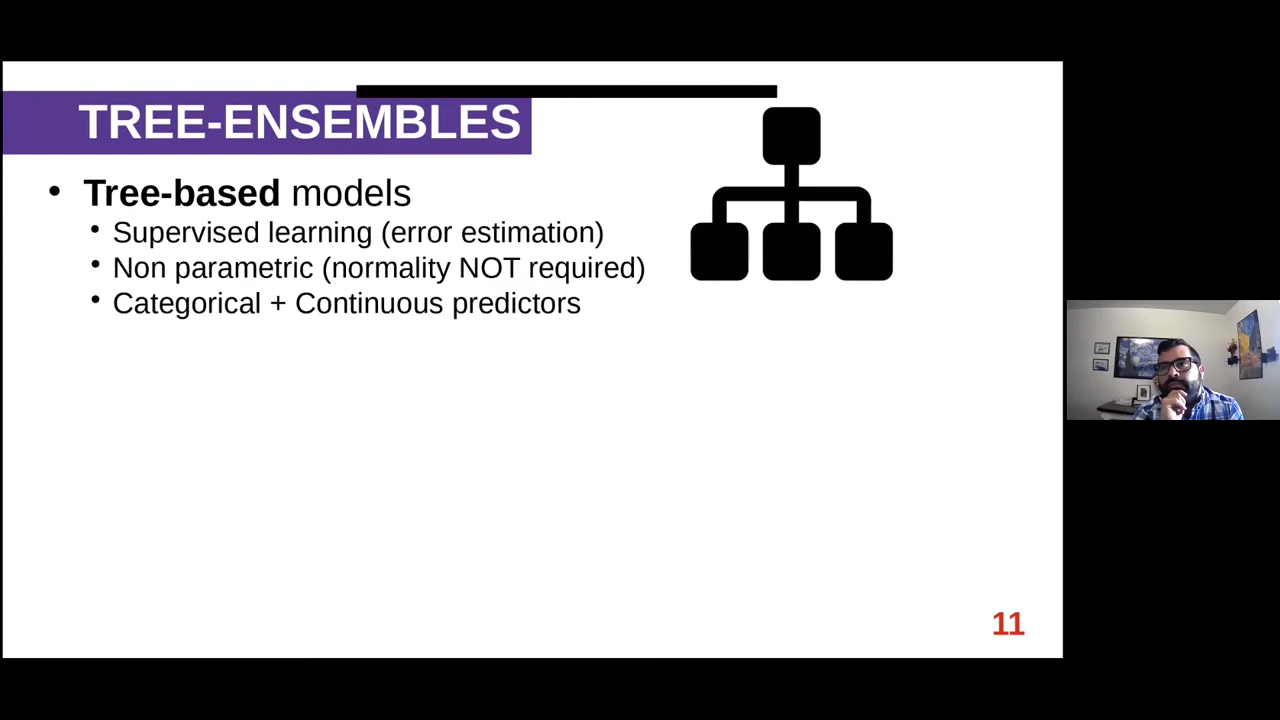 TREE-ENSEMBLES
• Tree-based models
• Supervised learning (error estimation)
• Non parametric (normality NOT required)
• Categorical + Continuous predictors
11